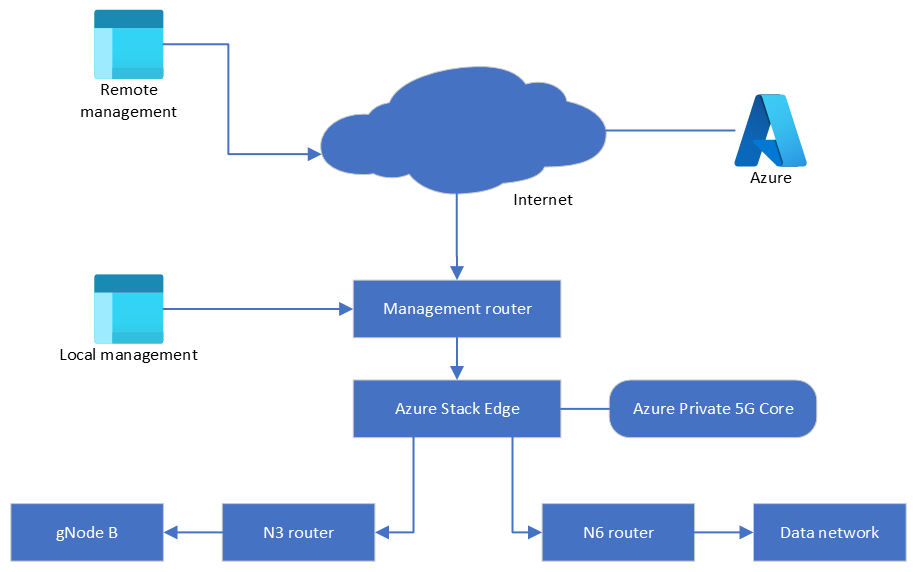 Remote
management
Internet
Azure
Management router
Local management
Azure Stack Edge
Azure Private 5G Core
gNode B
N3 router
N6 router
Data network